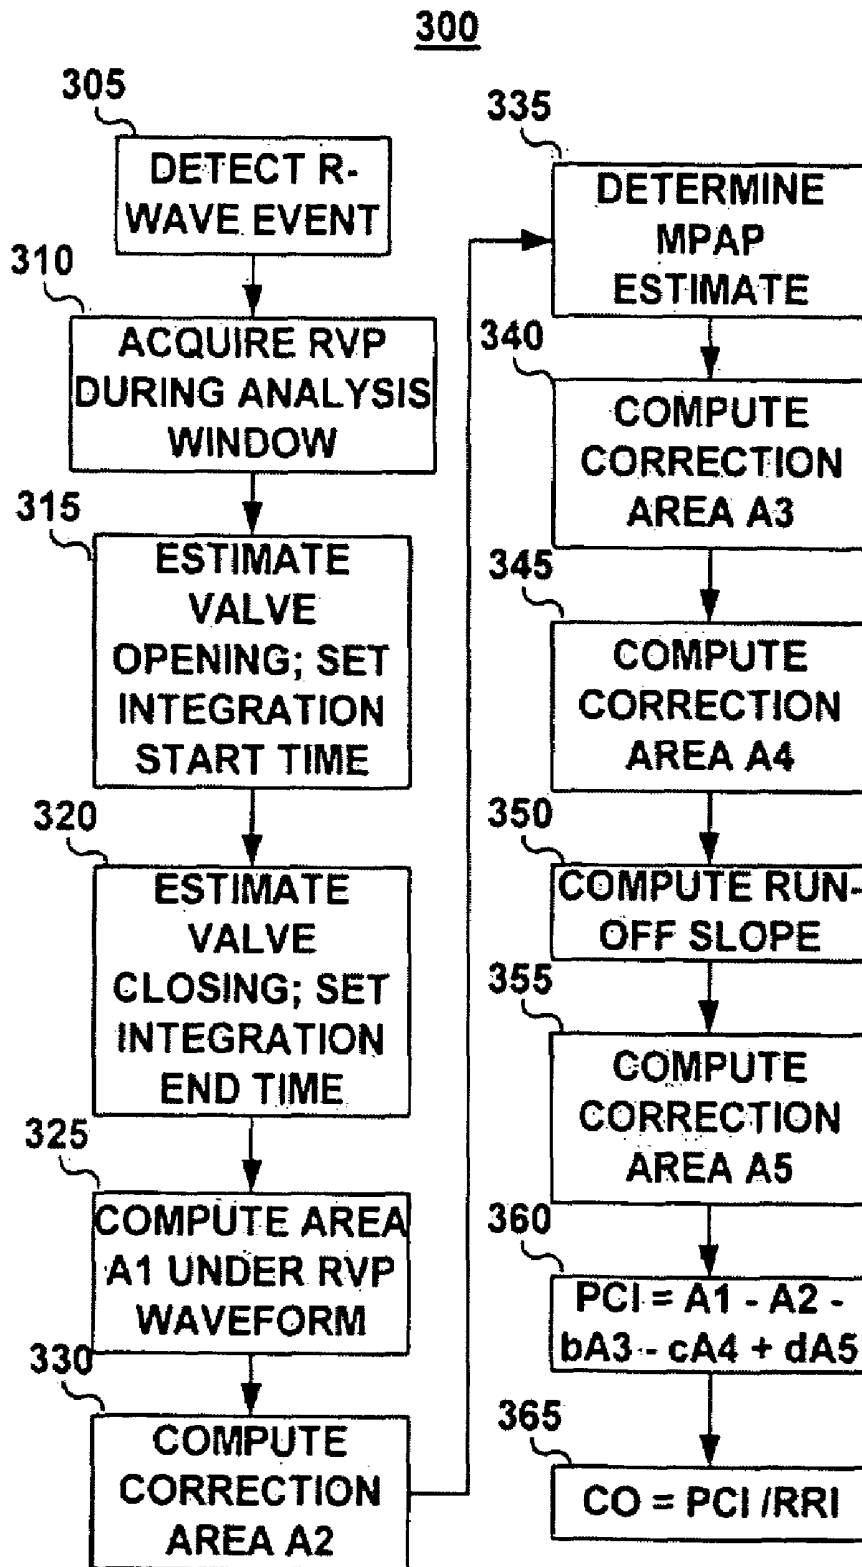 300
305
DETECT R-
WAVE EVENT
310
ACQUIRE RVP
DURING ANALYSIS
WINDOW
315
ESTIMATE
VALVE
OPENING; SET
INTEGRATION
START TIME
320
ESTIMATE
VALVE
CLOSING; SET
INTEGRATION
END TIME
325
COMPUTE AREA
A1 UNDER RVP
WAVEFORM
330
COMPUTE
CORRECTION
AREA A2
335
DETERMINE
MPAP
ESTIMATE
340
COMPUTE
CORRECTION
AREA A3
345
COMPUTE
CORRECTION
AREA A4
350
COMPUTE RUN-
OFF SLOPE
355
COMPUTE
CORRECTION
AREA A5
360
PCI = A1 - A2 -
bA3 - cA4 + dA5
365
CO = PCI /RRI